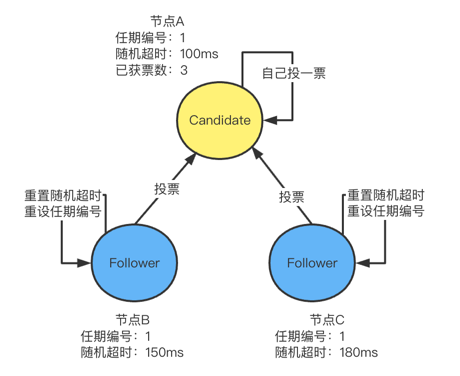 节点A
任期编号：1
随机超时：100ms
已获票数：3
自己投一票
Candidate
投票
投票
重置随机超时
重设任期编号
重置随机超时
重设任期编号
Follower
Follower
节点B
任期编号：1
随机超时：150ms
节点C
任期编号：1
随机超时：180ms